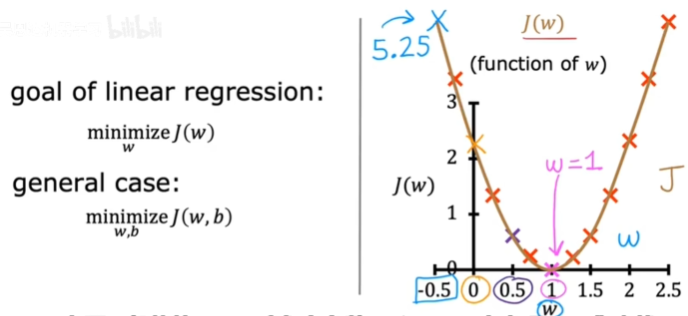 bilibili
J(w)
5.25
(function of w)
goal of linear regression:
minimize J(w)
w
general case:
minimize J(w, b)
w,b
3
2
w=1
J(w)
J
1
w
0
-0.5 0 0.5 1 1.5 2 2.5
w